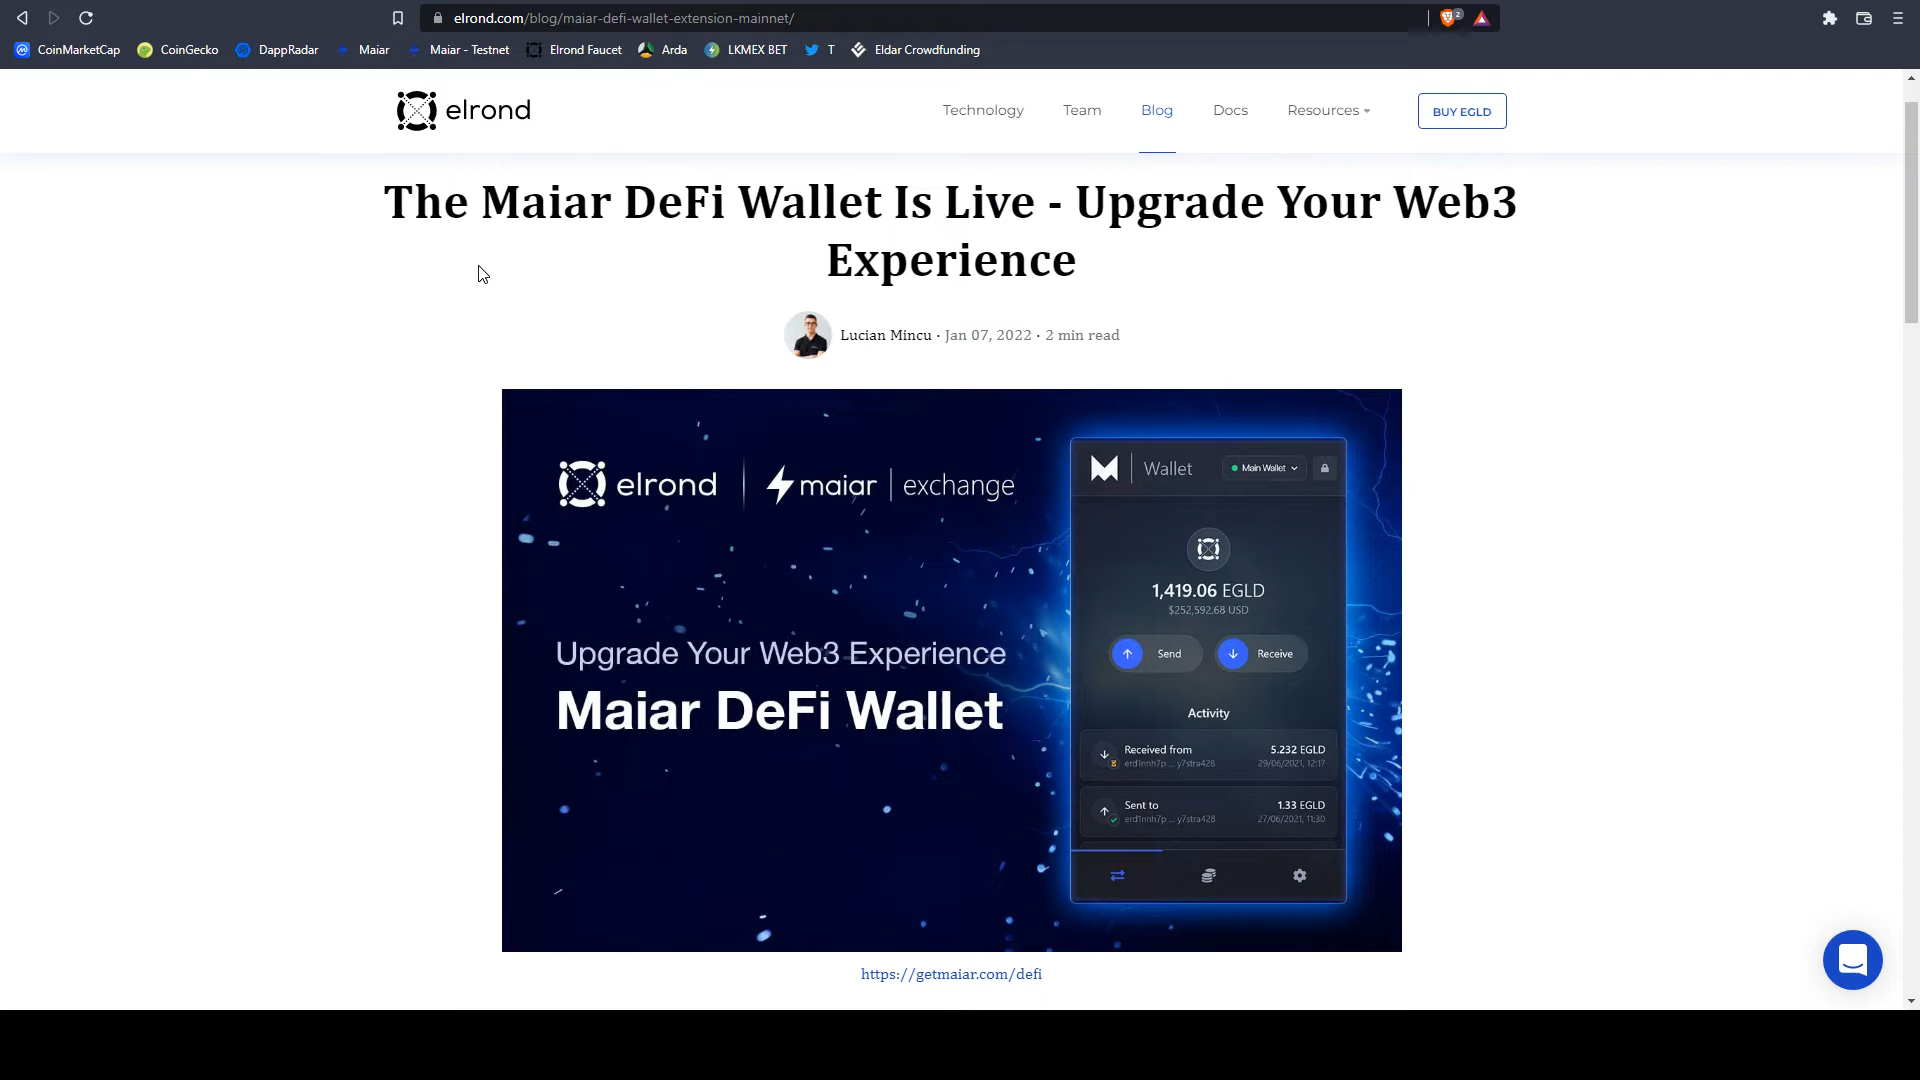 elrond.com/blog/maiar-defi-wallet-extension-mainnet/
2
CoinMarketCap CoinGecko DappRadar Maiar Maiar - Testnet Elrond Faucet Arda LKMEX BET T Eldar Crowdfunding
elrond
Technology Team Blog Docs Resources BUY EGLD
The Maiar DeFi Wallet Is Live - Upgrade Your Web3
Experience
Lucian Mincu · Jan 07, 2022 · 2 min read
elrond maiar exchange
Upgrade Your Web3 Experience
Maiar DeFi Wallet
Wallet Main Wallet
1,419.06 EGLD
$252,592.68 USD
Send Receive
Activity
Received from 5.232 EGLD
erd1nnh7p ... y7stra428 29/06/2021, 12:17
Sent to 1.33 EGLD
erd1nnh7p ... y7stra428 27/06/2021, 11:30
https://getmaiar.com/defi